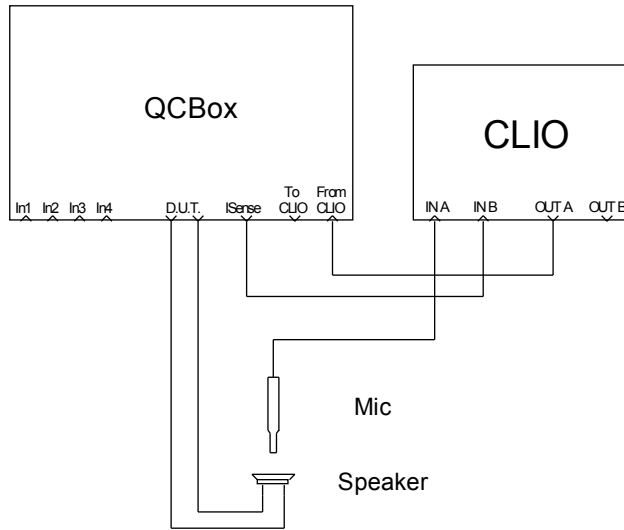 QCBox
CLIO
In1 In2 In3 In4 D.U.T. ISense To CLIO From CLIO
IN A IN B OUT A OUT B
Mic
Speaker